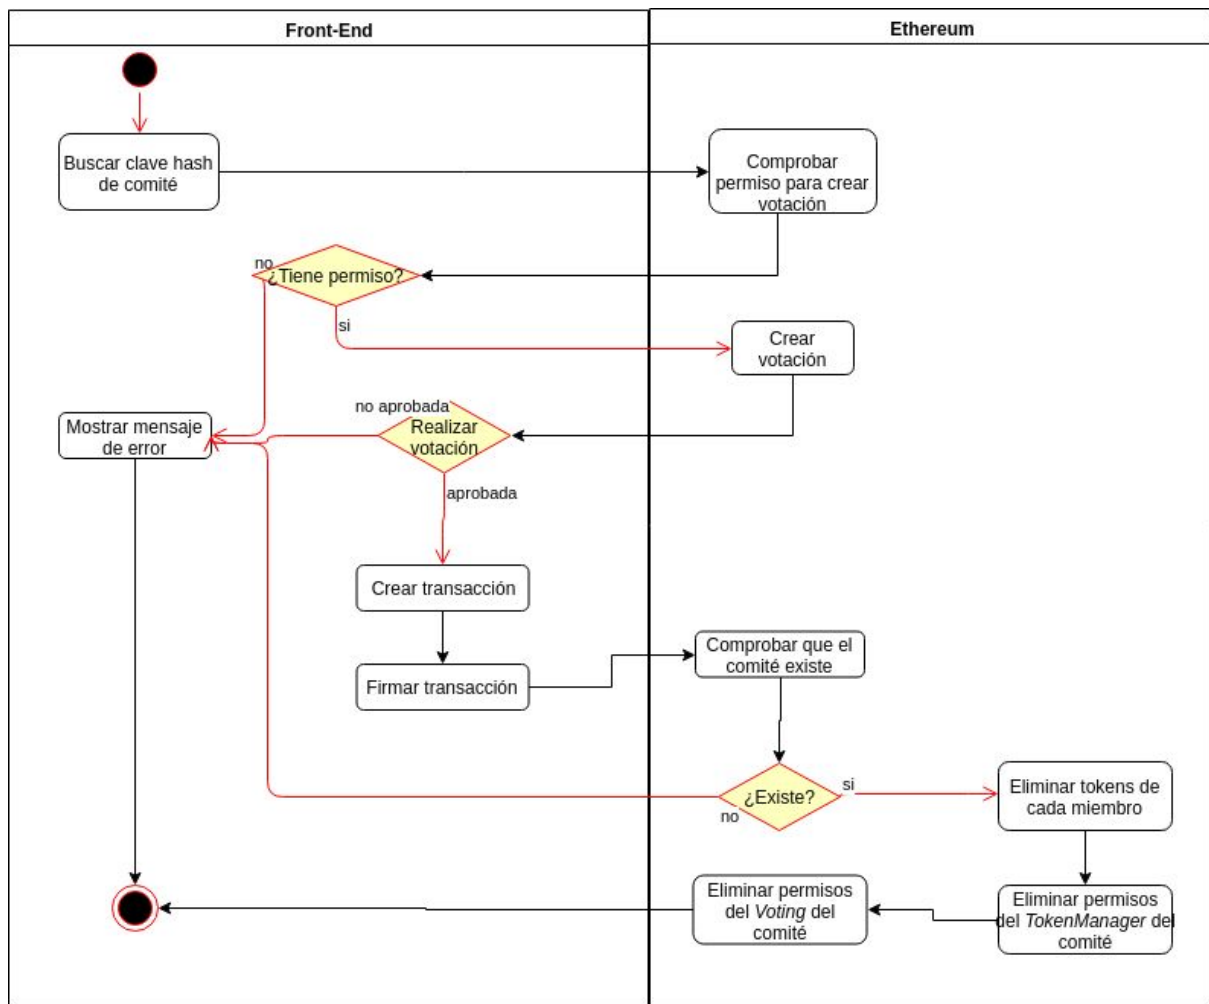 Front-End
Ethereum
Buscar clave hash
de comité
Comprobar
permiso para crear
votación
no
¿Tiene permiso?
si
Crear
votación
no aprobada
Realizar
votación
Mostrar mensaje
de error
aprobada
Crear transacción
Firmar transacción
Comprobar que el
comité existe
¿Existe?
si
no
Eliminar tokens de
cada miembro
Eliminar permisos
del Voting del
comité
Eliminar permisos
del TokenManager del
comité